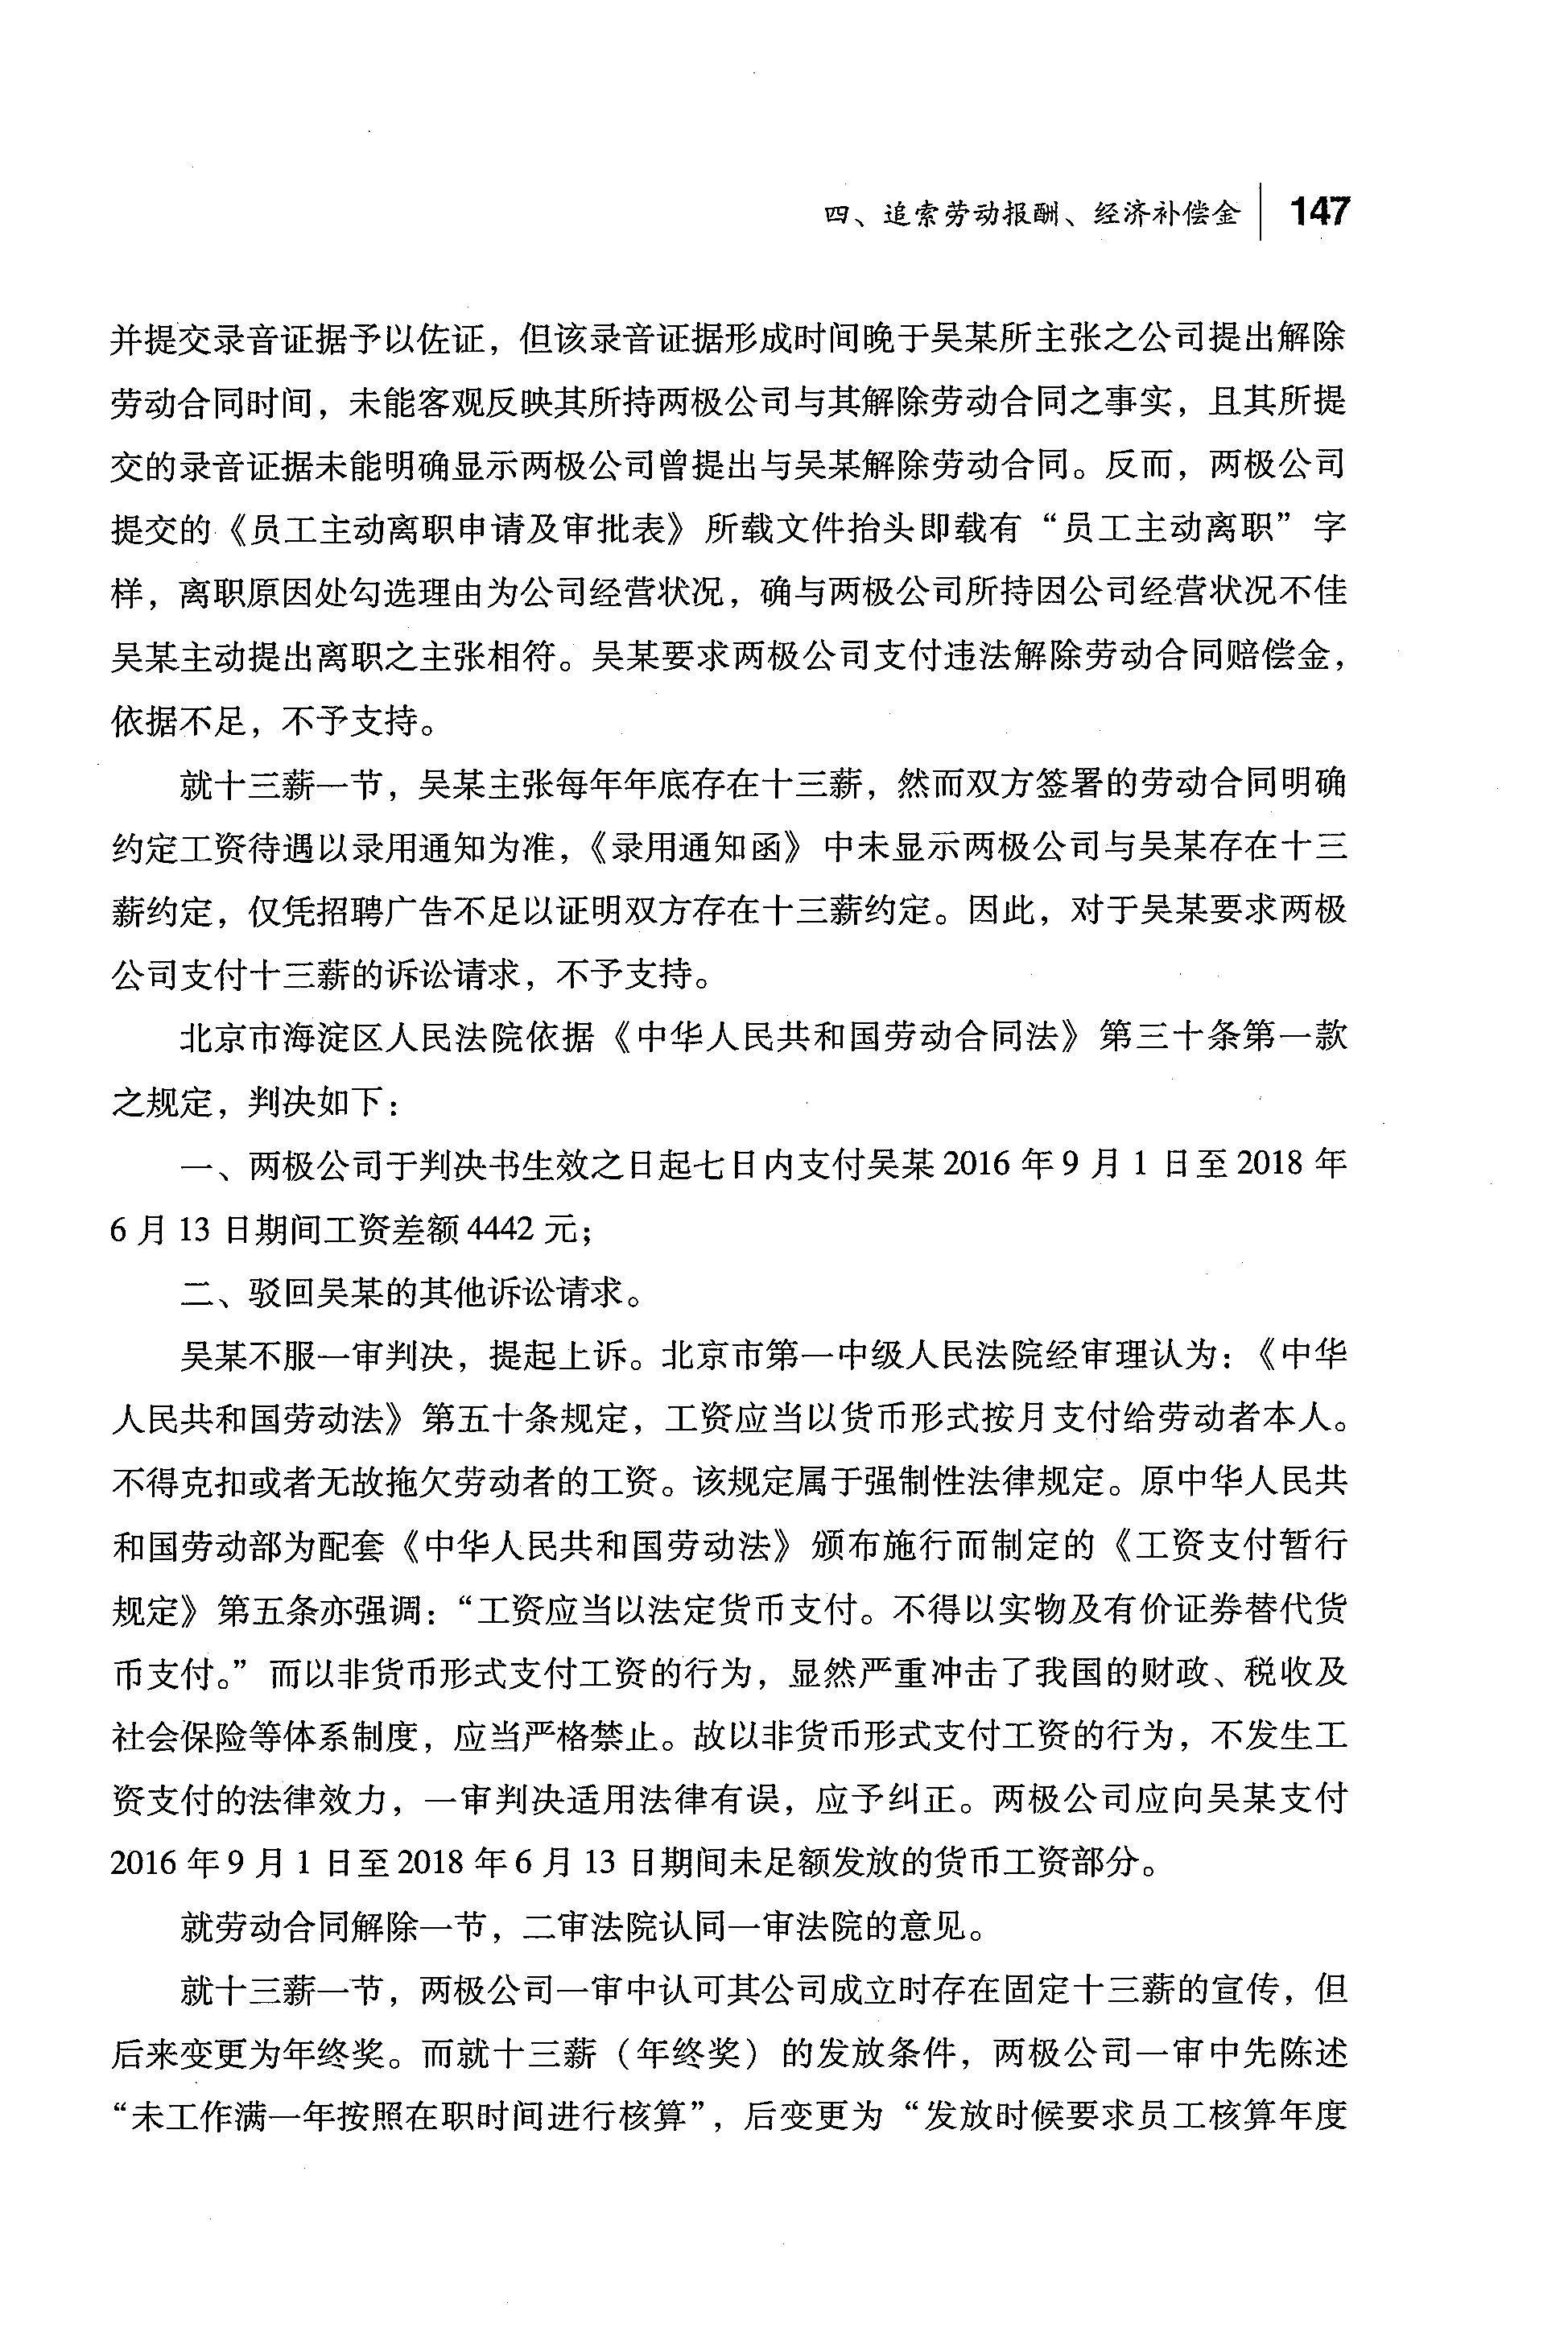 四、追索劳动报酬、经济补偿金 147
并提交录音证据予以佐证，但该录音证据形成时间晚于吴某所主张之公司提出解除
劳动合同时间，未能客观反映其所持两极公司与其解除劳动合同之事实，且其所提
交的录音证据未能明确显示两极公司曾提出与吴某解除劳动合同。反而，两极公司
提交的《员工主动离职申请及审批表》所载文件抬头即载有“员工主动离职”字
样，离职原因处勾选理由为公司经营状况，确与两极公司所持因公司经营状况不佳
吴某主动提出离职之主张相符。吴某要求两极公司支付违法解除劳动合同赔偿金，
依据不足，不予支持。
就十三薪一节，吴某主张每年年底存在十三薪，然而双方签署的劳动合同明确
约定工资待遇以录用通知为准，《录用通知函》中未显示两极公司与吴某存在十三
薪约定，仅凭招聘广告不足以证明双方存在十三薪约定。因此，对于吴某要求两极
公司支付十三薪的诉讼请求，不予支持。
北京市海淀区人民法院依据《中华人民共和国劳动合同法》第三十条第一款
之规定，判决如下：
一、两极公司于判决书生效之日起七日内支付吴某 2016 年 9 月 1 日至 2018 年
6 月 13 日期间工资差额 4442 元；
二、驳回吴某的其他诉讼请求。
吴某不服一审判决，提起上诉。北京市第一中级人民法院经审理认为：《中华
人民共和国劳动法》第五十条规定，工资应当以货币形式按月支付给劳动者本人。
不得克扣或者无故拖欠劳动者的工资。该规定属于强制性法律规定。原中华人民共
和国劳动部为配套《中华人民共和国劳动法》颁布施行而制定的《工资支付暂行
规定》第五条亦强调：“工资应当以法定货币支付。不得以实物及有价证券替代货
币支付。”而以非货币形式支付工资的行为，显然严重冲击了我国的财政、税收及
社会保险等体系制度，应当严格禁止。故以非货币形式支付工资的行为，不发生工
资支付的法律效力，一审判决适用法律有误，应予纠正。两极公司应向吴某支付
2016 年 9 月 1 日至 2018 年 6 月 13 日期间未足额发放的货币工资部分。
就劳动合同解除一节，二审法院认同一审法院的意见。
就十三薪一节，两极公司一审中认可其公司成立时存在固定十三薪的宣传，但
后来变更为年终奖。而就十三薪（年终奖）的发放条件，两极公司一审中先陈述
“未工作满一年按照在职时间进行核算”，后变更为“发放时候要求员工核算年度